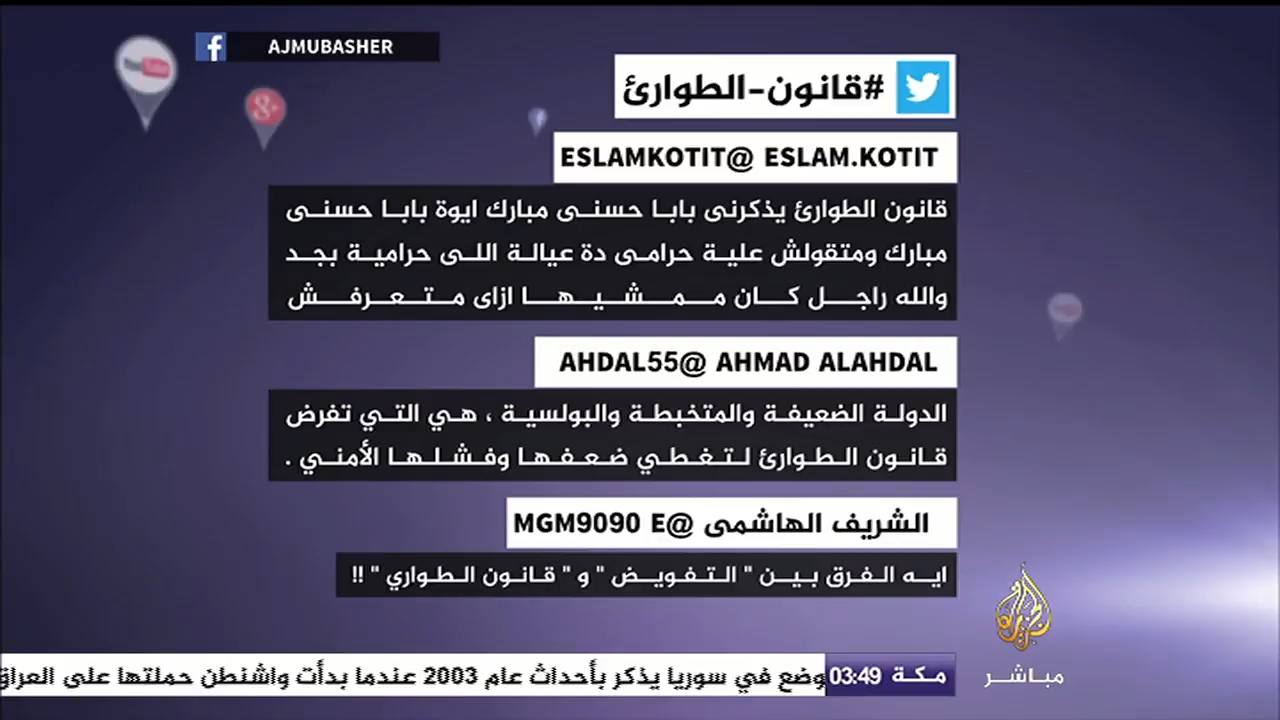 AJMUBASHER
#قانون-الطوارئ
ESLAMKOTIT@ ESLAM.KOTIT
قانون الطوارئ يذكرنى بابا حسنى مبارك ايوة بابا حسنى
مبارك ومتقولش علية حرامى دة عيالة اللى حرامية بجد
والله راجل كان ممشيها ازاى متعرفش
AHDAL55@ AHMAD ALAHDAL
الدولة الضعيفة والمتخبطة والبولسية ، هي التي تفرض
قانون الطوارئ لتغطي ضعفها وفشلها الأمني .
الشريف الهاشمى @MGM9090 E
ايه الفرق بين " التفويض " و " قانون الطواري " !!
الجزيرة
مباشر
مكة 03:49
وضع في سوريا يذكر بأحداث عام 2003 عندما بدأت واشنطن حملتها على العراق